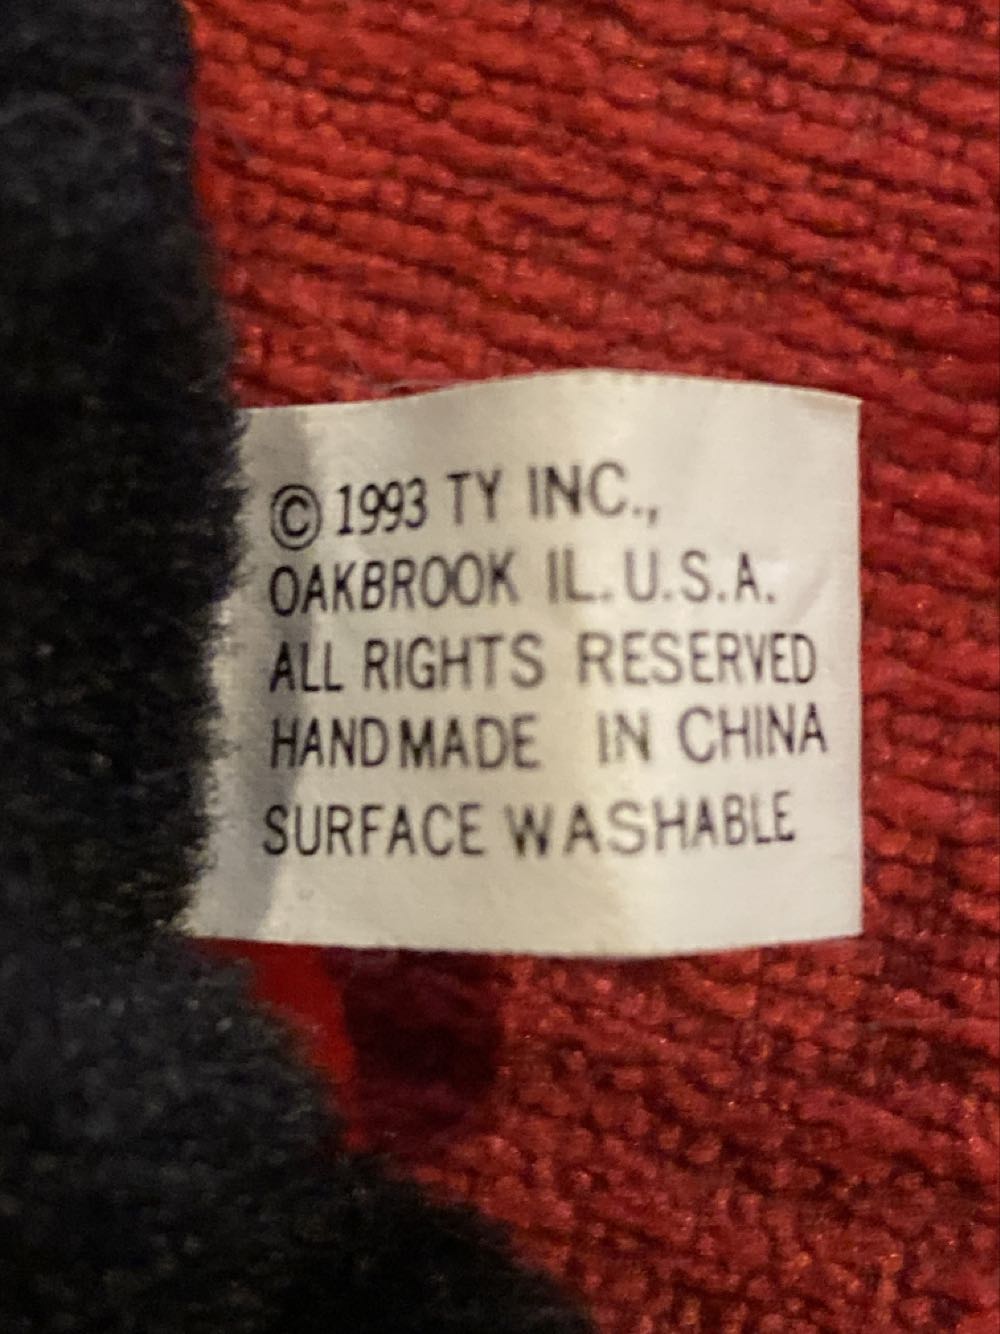 © 1993 TY INC.,
OAKBROOK IL. U.S.A.
ALL RIGHTS RESERVED
HAND MADE IN CHINA
SURFACE WASHABLE